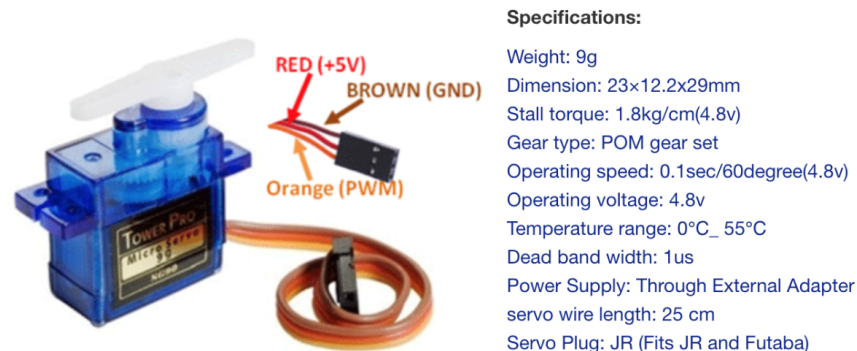 RED (+5V)
BROWN (GND)
Orange (PWM)
TOWER PRO
Micro Servo
9g
SG90
Specifications:
Weight: 9g
Dimension: 23×12.2x29mm
Stall torque: 1.8kg/cm(4.8v)
Gear type: POM gear set
Operating speed: 0.1sec/60degree(4.8v)
Operating voltage: 4.8v
Temperature range: 0°C_ 55°C
Dead band width: 1us
Power Supply: Through External Adapter
servo wire length: 25 cm
Servo Plug: JR (Fits JR and Futaba)